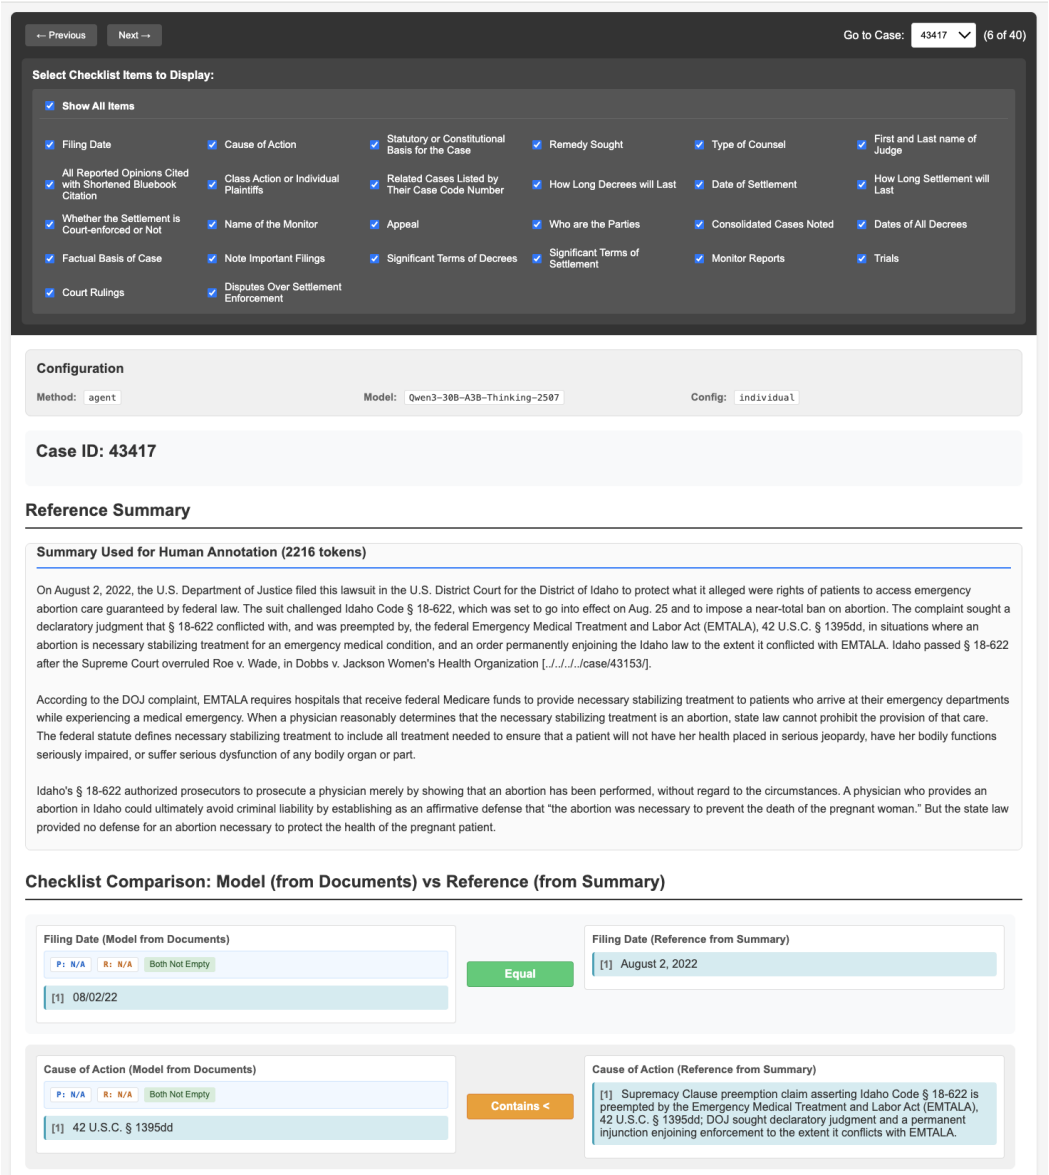 ← Previous
Next →
Go to Case:
43417
(6 of 40)
Select Checklist Items to Display:
Show All Items
Filing Date
Cause of Action
Statutory or Constitutional
Basis for the Case
Remedy Sought
Type of Counsel
First and Last name of
Judge
All Reported Opinions Cited
with Shortened Bluebook
Citation
Class Action or Individual
Plaintiffs
Related Cases Listed by
Their Case Code Number
How Long Decrees will Last
Date of Settlement
How Long Settlement will
Last
Whether the Settlement is
Court-enforced or Not
Name of the Monitor
Appeal
Who are the Parties
Consolidated Cases Noted
Dates of All Decrees
Factual Basis of Case
Note Important Filings
Significant Terms of Decrees
Significant Terms of
Settlement
Monitor Reports
Trials
Court Rulings
Disputes Over Settlement
Enforcement
Configuration
Method: agent
Model: Qwen3-30B-A3B-Thinking-2507
Config: individual
Case ID: 43417
Reference Summary
Summary Used for Human Annotation (2216 tokens)
On August 2, 2022, the U.S. Department of Justice filed this lawsuit in the U.S. District Court for the District of Idaho to protect what it alleged were rights of patients to access emergency
abortion care guaranteed by federal law. The suit challenged Idaho Code § 18-622, which was set to go into effect on Aug. 25 and to impose a near-total ban on abortion. The complaint sought a
declaratory judgment that § 18-622 conflicted with, and was preempted by, the federal Emergency Medical Treatment and Labor Act (EMTALA), 42 U.S.C. § 1395dd, in situations where an
abortion is necessary stabilizing treatment for an emergency medical condition, and an order permanently enjoining the Idaho law to the extent it conflicted with EMTALA. Idaho passed § 18-622
after the Supreme Court overruled Roe v. Wade, in Dobbs v. Jackson Women's Health Organization [../../../../case/43153/].
According to the DOJ complaint, EMTALA requires hospitals that receive federal Medicare funds to provide necessary stabilizing treatment to patients who arrive at their emergency departments
while experiencing a medical emergency. When a physician reasonably determines that the necessary stabilizing treatment is an abortion, state law cannot prohibit the provision of that care.
The federal statute defines necessary stabilizing treatment to include all treatment needed to ensure that a patient will not have her health placed in serious jeopardy, have her bodily functions
seriously impaired, or suffer serious dysfunction of any bodily organ or part.
Idaho's § 18-622 authorized prosecutors to prosecute a physician merely by showing that an abortion has been performed, without regard to the circumstances. A physician who provides an
abortion in Idaho could ultimately avoid criminal liability by establishing as an affirmative defense that “the abortion was necessary to prevent the death of the pregnant woman.” But the state law
provided no defense for an abortion necessary to protect the health of the pregnant patient.
Checklist Comparison: Model (from Documents) vs Reference (from Summary)
Filing Date (Model from Documents)
P: N/A R: N/A Both Not Empty
[1] 08/02/22
Equal
Filing Date (Reference from Summary)
[1] August 2, 2022
Cause of Action (Model from Documents)
P: N/A R: N/A Both Not Empty
[1] 42 U.S.C. § 1395dd
Contains <
Cause of Action (Reference from Summary)
[1] Supremacy Clause preemption claim asserting Idaho Code § 18-622 is
preempted by the Emergency Medical Treatment and Labor Act (EMTALA),
42 U.S.C. § 1395dd; DOJ sought declaratory judgment and a permanent
injunction enjoining enforcement to the extent it conflicts with EMTALA.